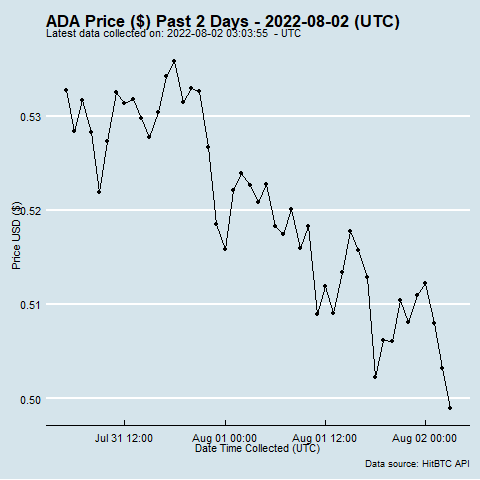 ADA Price ($) Past 2 Days - 2022-08-02 (UTC)
Latest data collected on: 2022-08-02 03:03:55 - UTC
0.53
0.52
0.51
0.50
Price USD ($)
Jul 31 12:00
Aug 01 00:00
Aug 01 12:00
Aug 02 00:00
Date Time Collected (UTC)
Data source: HitBTC API